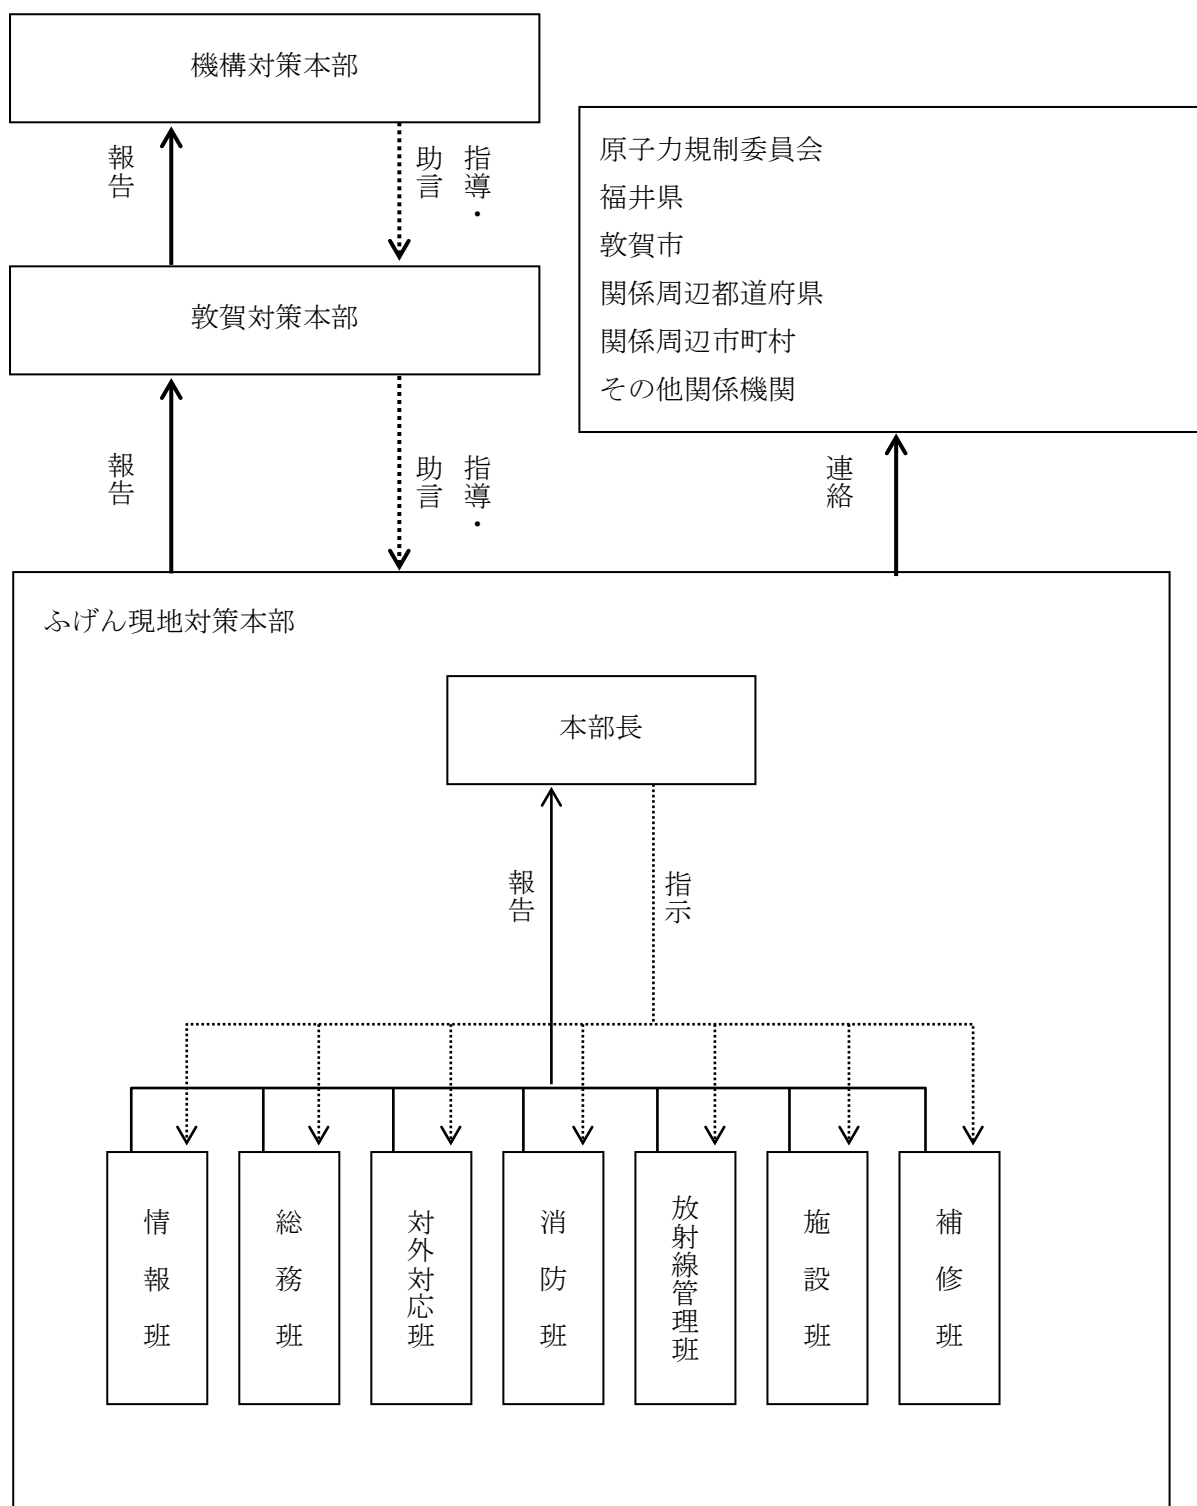 機構対策本部
報告
指導・
助言
原子力規制委員会
福井県
敦賀市
関係周辺都道府県
関係周辺市町村
その他関係機関
敦賀対策本部
報告
指導・
助言
連絡
ふげん現地対策本部
本部長
報告
指示
情報班
総務班
対外対応班
消防班
放射線管理班
施設班
補修班